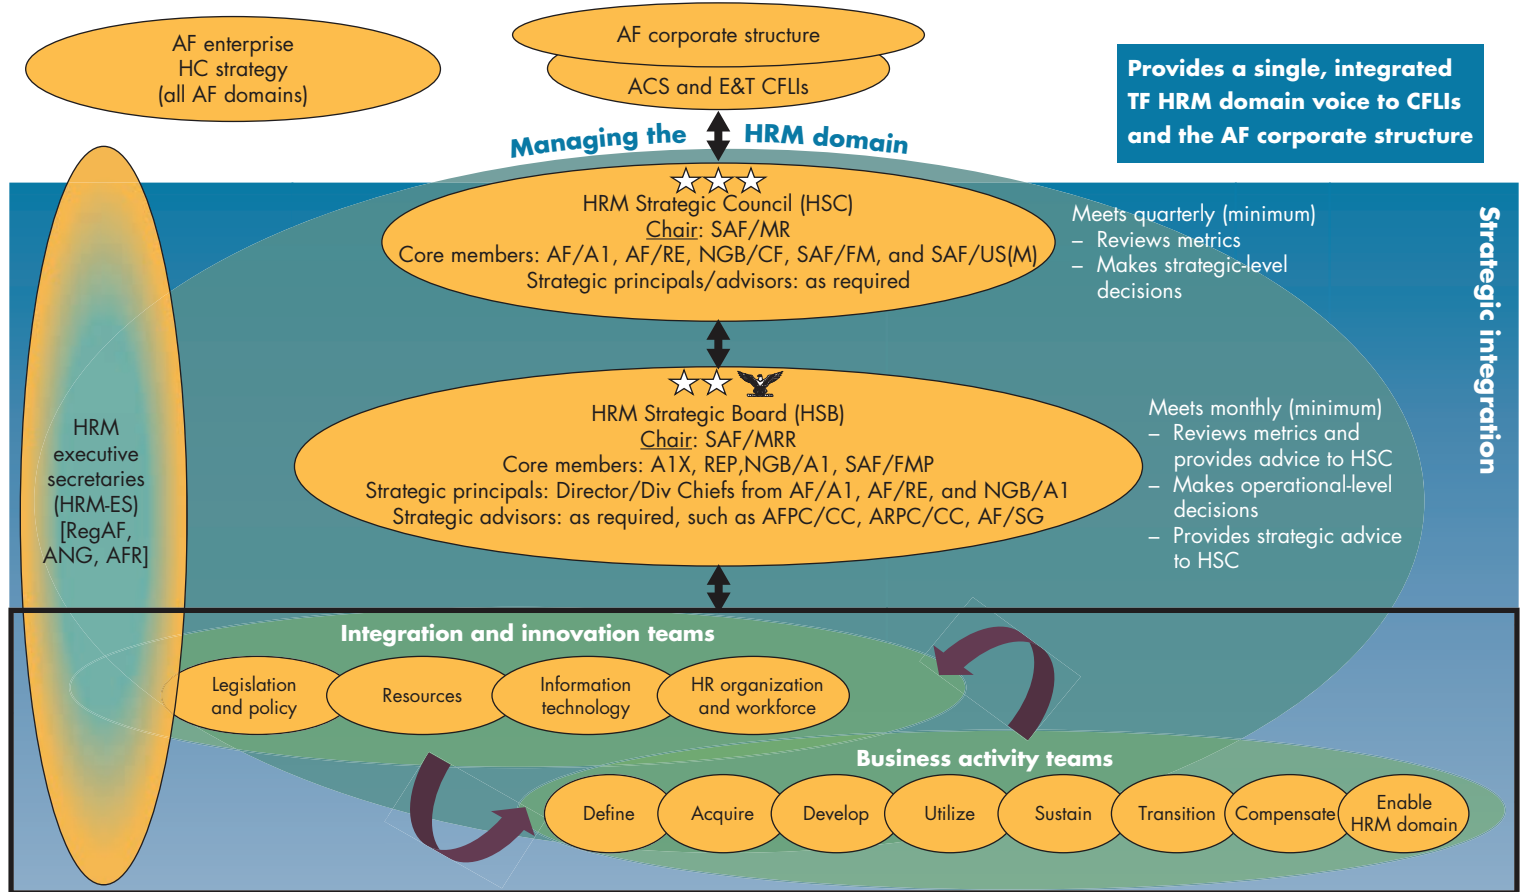 AF enterprise
HC strategy
(all AF domains)
AF corporate structure
ACS and E&T CFLIs
Provides a single, integrated
TF HRM domain voice to CFLIs
and the AF corporate structure
Managing the HRM domain
HRM Strategic Council (HSC)
Chair: SAF/MR
Core members: AF/A1, AF/RE, NGB/CF, SAF/FM, and SAF/US(M)
Strategic principals/advisors: as required
Meets quarterly (minimum)
– Reviews metrics
– Makes strategic-level
decisions
Strategic integration
HRM Strategic Board (HSB)
Chair: SAF/MRR
Core members: A1X, REP,NGB/A1, SAF/FMP
Strategic principals: Director/Div Chiefs from AF/A1, AF/RE, and NGB/A1
Strategic advisors: as required, such as AFPC/CC, ARPC/CC, AF/SG
Meets monthly (minimum)
– Reviews metrics and
provides advice to HSC
– Makes operational-level
decisions
– Provides strategic advice
to HSC
HRM
executive
secretaries
(HRM-ES)
[RegAF,
ANG, AFR]
Integration and innovation teams
Legislation
and policy
Resources
Information
technology
HR organization
and workforce
Business activity teams
Define
Acquire
Develop
Utilize
Sustain
Transition
Compensate
Enable
HRM domain